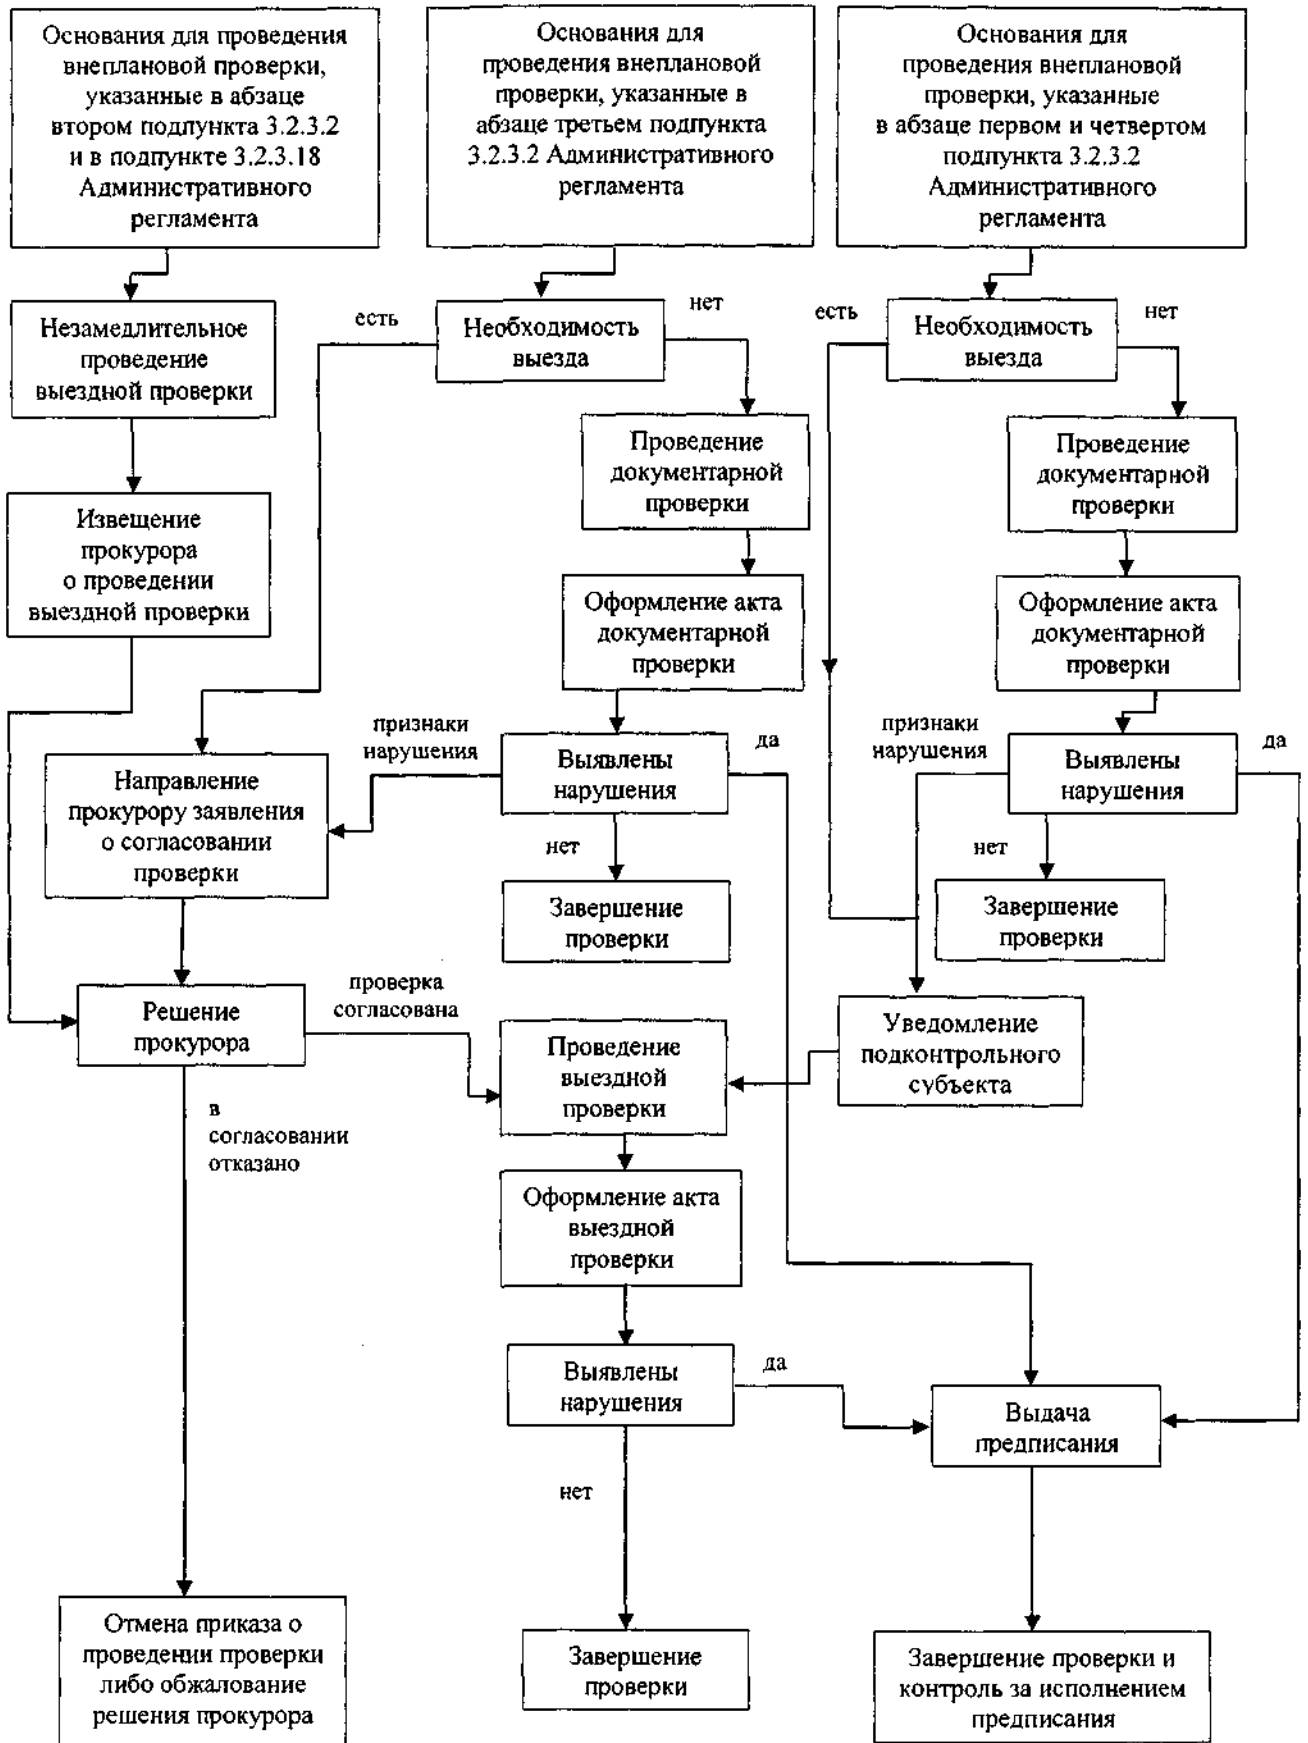 Основания для проведения
внеплановой проверки,
указанные в абзаце
втором подпункта 3.2.3.2
и в подпункте 3.2.3.18
Административного
регламента
Основания для
проведения внеплановой
проверки, указанные в
абзаце третьем подпункта
3.2.3.2 Административного
регламента
Основания для
проведения внеплановой
проверки, указанные
в абзаце первом и четвертом
подпункта 3.2.3.2
Административного
регламента
Незамедлительное
проведение
выездной проверки
есть
Необходимость
выезда
нет
есть
Необходимость
выезда
нет
Проведение
документарной
проверки
Проведение
документарной
проверки
Извещение
прокурора
о проведении
выездной проверки
Оформление акта
документарной
проверки
Оформление акта
документарной
проверки
признаки
нарушения
Выявлены
нарушения
да
признаки
нарушения
Выявлены
нарушения
да
Направление
прокурору заявления
о согласовании
проверки
нет
нет
Завершение
проверки
Завершение
проверки
Решение
прокурора
проверка
согласована
Проведение
выездной
проверки
Уведомление
подконтрольного
субъекта
в
согласовании
отказано
Оформление акта
выездной
проверки
Выявлены
нарушения
да
Выдача
предписания
нет
Отмена приказа о
проведении проверки
либо обжалование
решения прокурора
Завершение
проверки
Завершение проверки и
контроль за исполнением
предписания